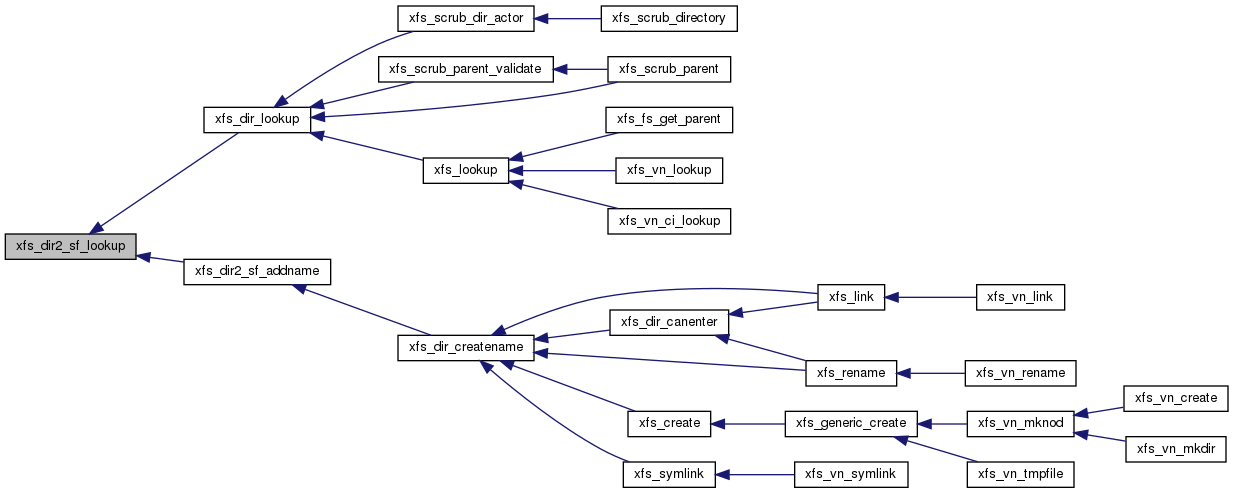 xfs_scrub_dir_actor
xfs_scrub_directory
xfs_scrub_parent_validate
xfs_scrub_parent
xfs_dir_lookup
xfs_fs_get_parent
xfs_lookup
xfs_vn_lookup
xfs_vn_ci_lookup
xfs_dir2_sf_lookup
xfs_dir2_sf_addname
xfs_link
xfs_vn_link
xfs_dir_canenter
xfs_dir_createname
xfs_rename
xfs_vn_rename
xfs_vn_create
xfs_create
xfs_generic_create
xfs_vn_mknod
xfs_vn_mkdir
xfs_symlink
xfs_vn_symlink
xfs_vn_tmpfile